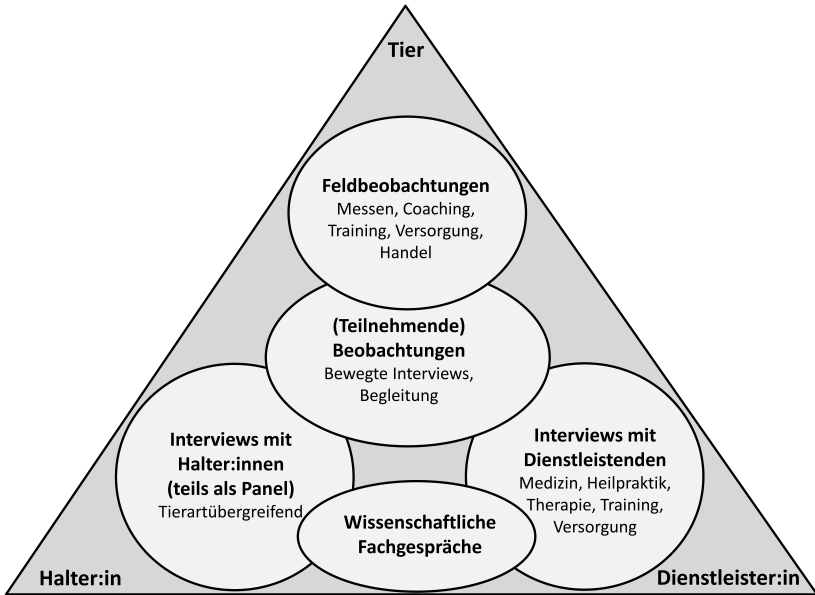 Tier
Feldbeobachtungen
Messen, Coaching,
Training, Versorgung,
Handel
(Teilnehmende)
Beobachtungen
Bewegte Interviews,
Begleitung
Interviews mit
Halter:innen
(teils als Panel)
Tierartübergreifend
Interviews mit
Dienstleistenden
Medizin, Heilpraktik,
Therapie, Training,
Versorgung
Wissenschaftliche
Fachgespräche
Halter:in
Dienstleister:in